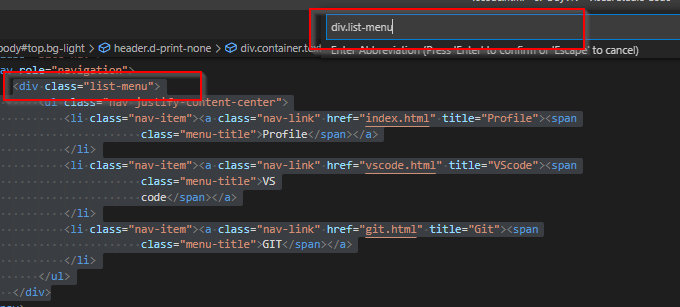 div.list-menu
body#top.bg-light > header.d-print-none > div.container.tex
Enter Abbreviation (Press 'Enter' to confirm or 'Escape' to cancel)
av role="navigation">
<div class="list-menu">
<ul class="nav justify-content-center">
<li class="nav-item"><a class="nav-link" href="index.html" title="Profile"><span
class="menu-title">Profile</span></a>
</li>
<li class="nav-item"><a class="nav-link" href="vscode.html" title="VScode"><span
class="menu-title">VS
code</span></a>
</li>
<li class="nav-item"><a class="nav-link" href="git.html" title="Git"><span
class="menu-title">GIT</span></a>
</li>
</ul>
</div>